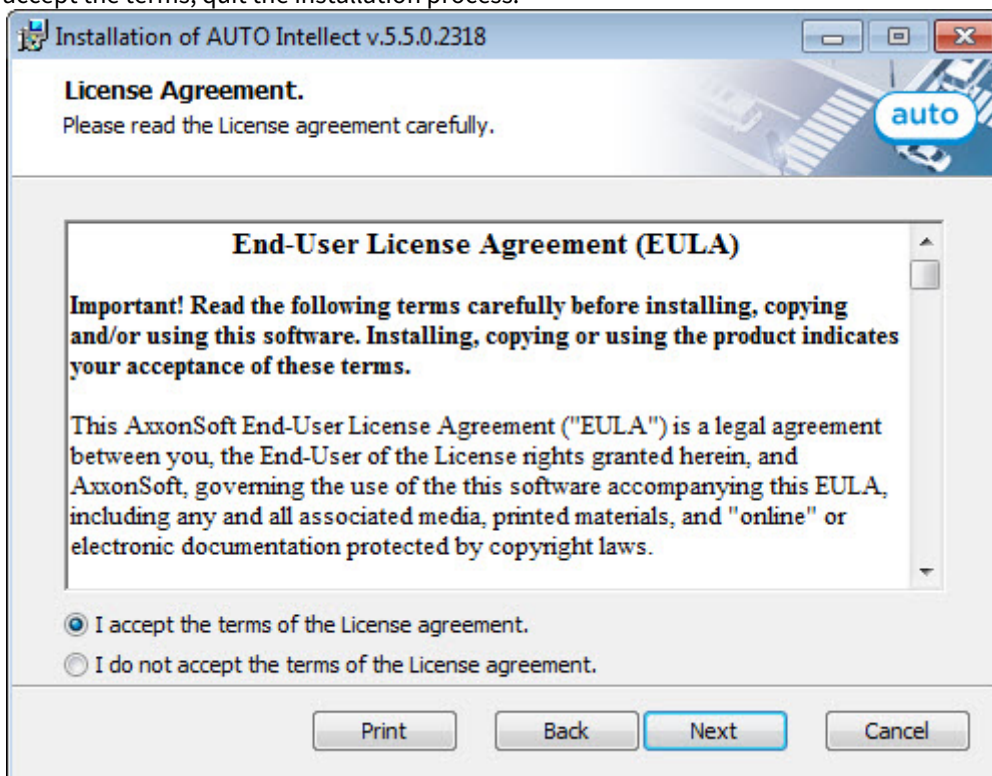 accept the terms, quit the installation process.
Installation of AUTO Intellect v.5.5.0.2318
License Agreement.
Please read the License agreement carefully.
auto
End-User License Agreement (EULA)
Important! Read the following terms carefully before installing, copying
and/or using this software. Installing, copying or using the product indicates
your acceptance of these terms.
This AxxonSoft End-User License Agreement ("EULA") is a legal agreement
between you, the End-User of the License rights granted herein, and
AxxonSoft, governing the use of the this software accompanying this EULA,
including any and all associated media, printed materials, and "online" or
electronic documentation protected by copyright laws.
I accept the terms of the License agreement.
I do not accept the terms of the License agreement.
Print Back Next Cancel